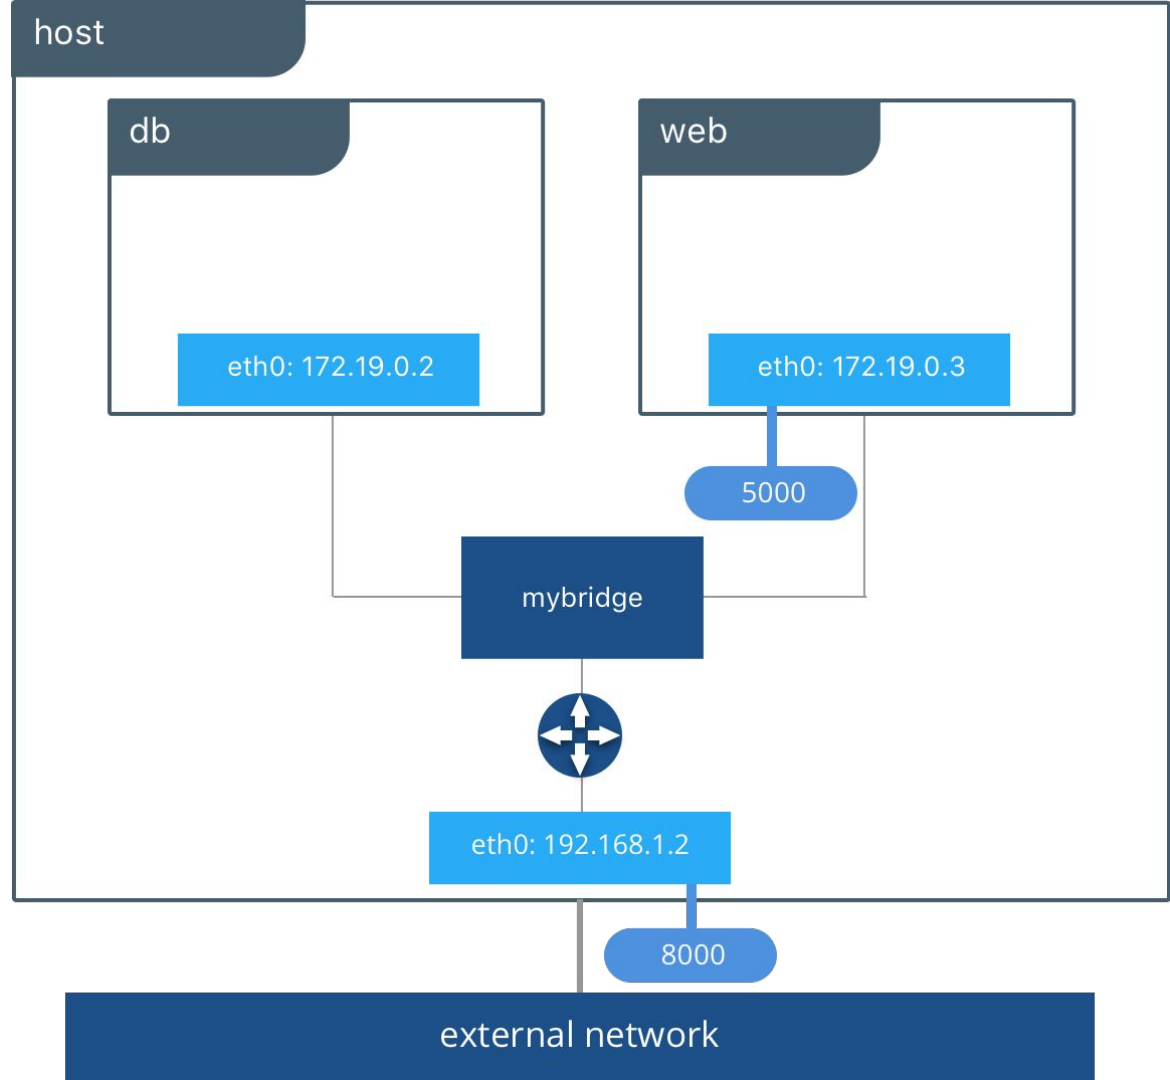 host
db
web
eth0: 172.19.0.2
eth0: 172.19.0.3
5000
mybridge
eth0: 192.168.1.2
8000
external network